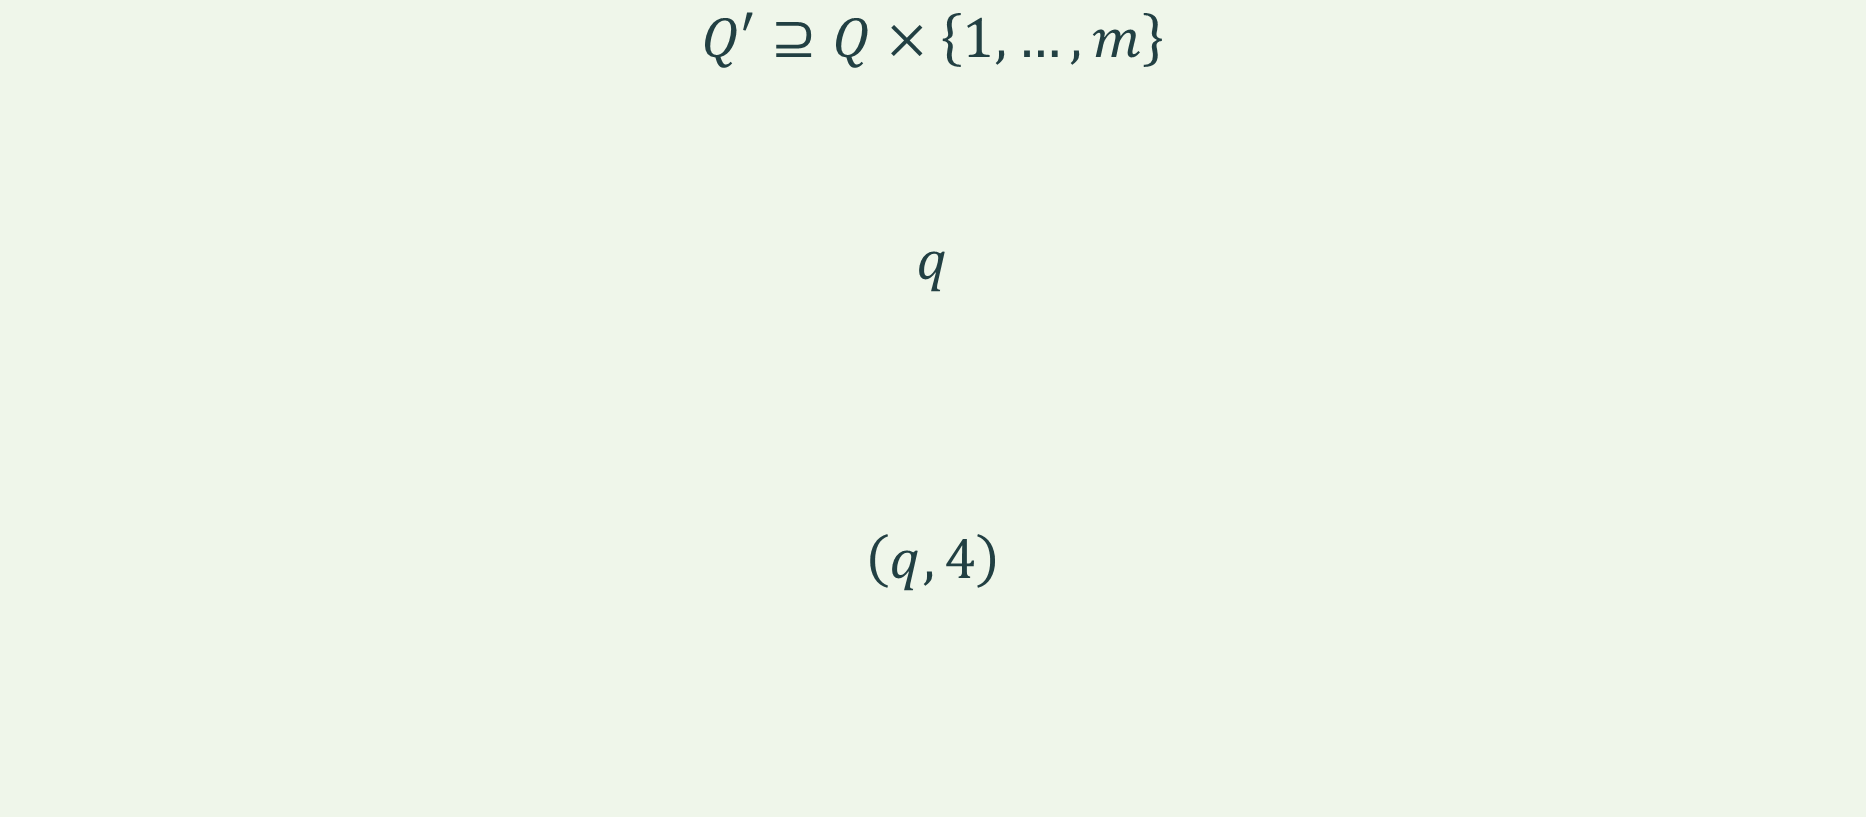 𝑄′ ⊇ 𝑄 × {1, … , 𝑚}
𝑞
(𝑞, 4)